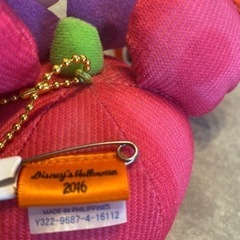 Disney's Halloween
2016
MADE IN PHILIPPINES
Y322-9687-4-16112